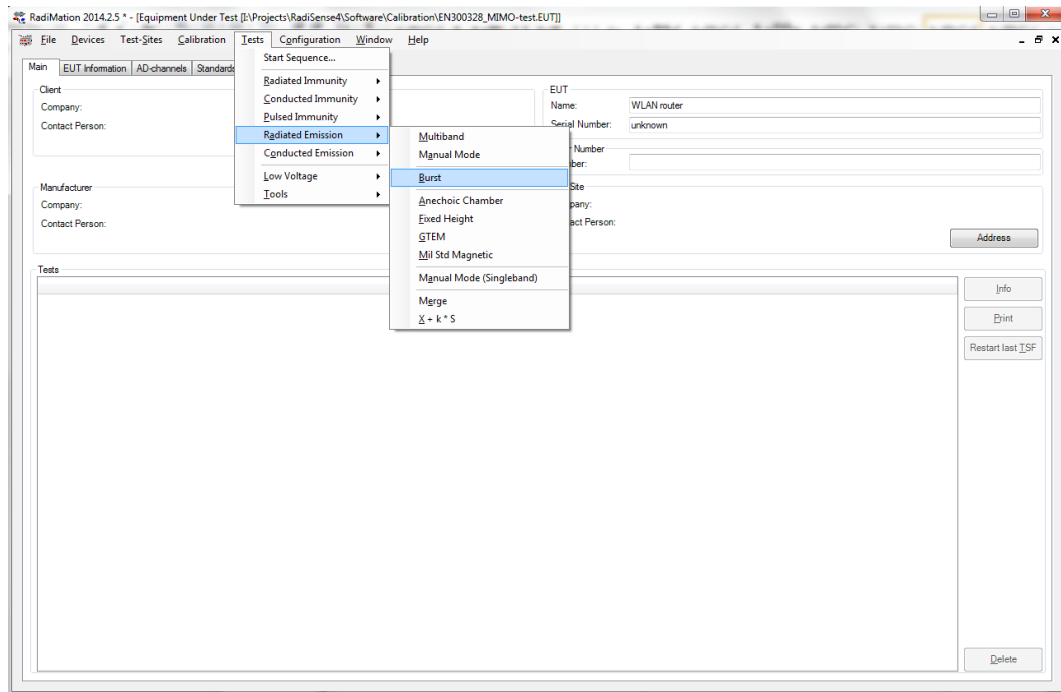 RadiMation 2014.2.5 * - [Equipment Under Test [I:\Projects\RadiSense4\Software\Calibration\EN300328_MIMO-test.EUT]]
File Devices Test-Sites Calibration Tests Configuration Window Help
Main EUT Information AD-channels
Start Sequence...
Radiated Immunity
Conducted Immunity
Pulsed Immunity
Radiated Emission
Conducted Emission
Low Voltage
Tools
Multiband
Manual Mode
Burst
Anechoic Chamber
Fixed Height
GTEM
Mil Std Magnetic
Manual Mode (Singleband)
Merge
X + k * S
Client
Company:
Contact Person:
Manufacturer
Company:
Contact Person:
EUT
Name: WLAN router
Serial Number: unknown
Number
Site
Person:
Address
Tests
Info
Print
Restart last TSF
Delete